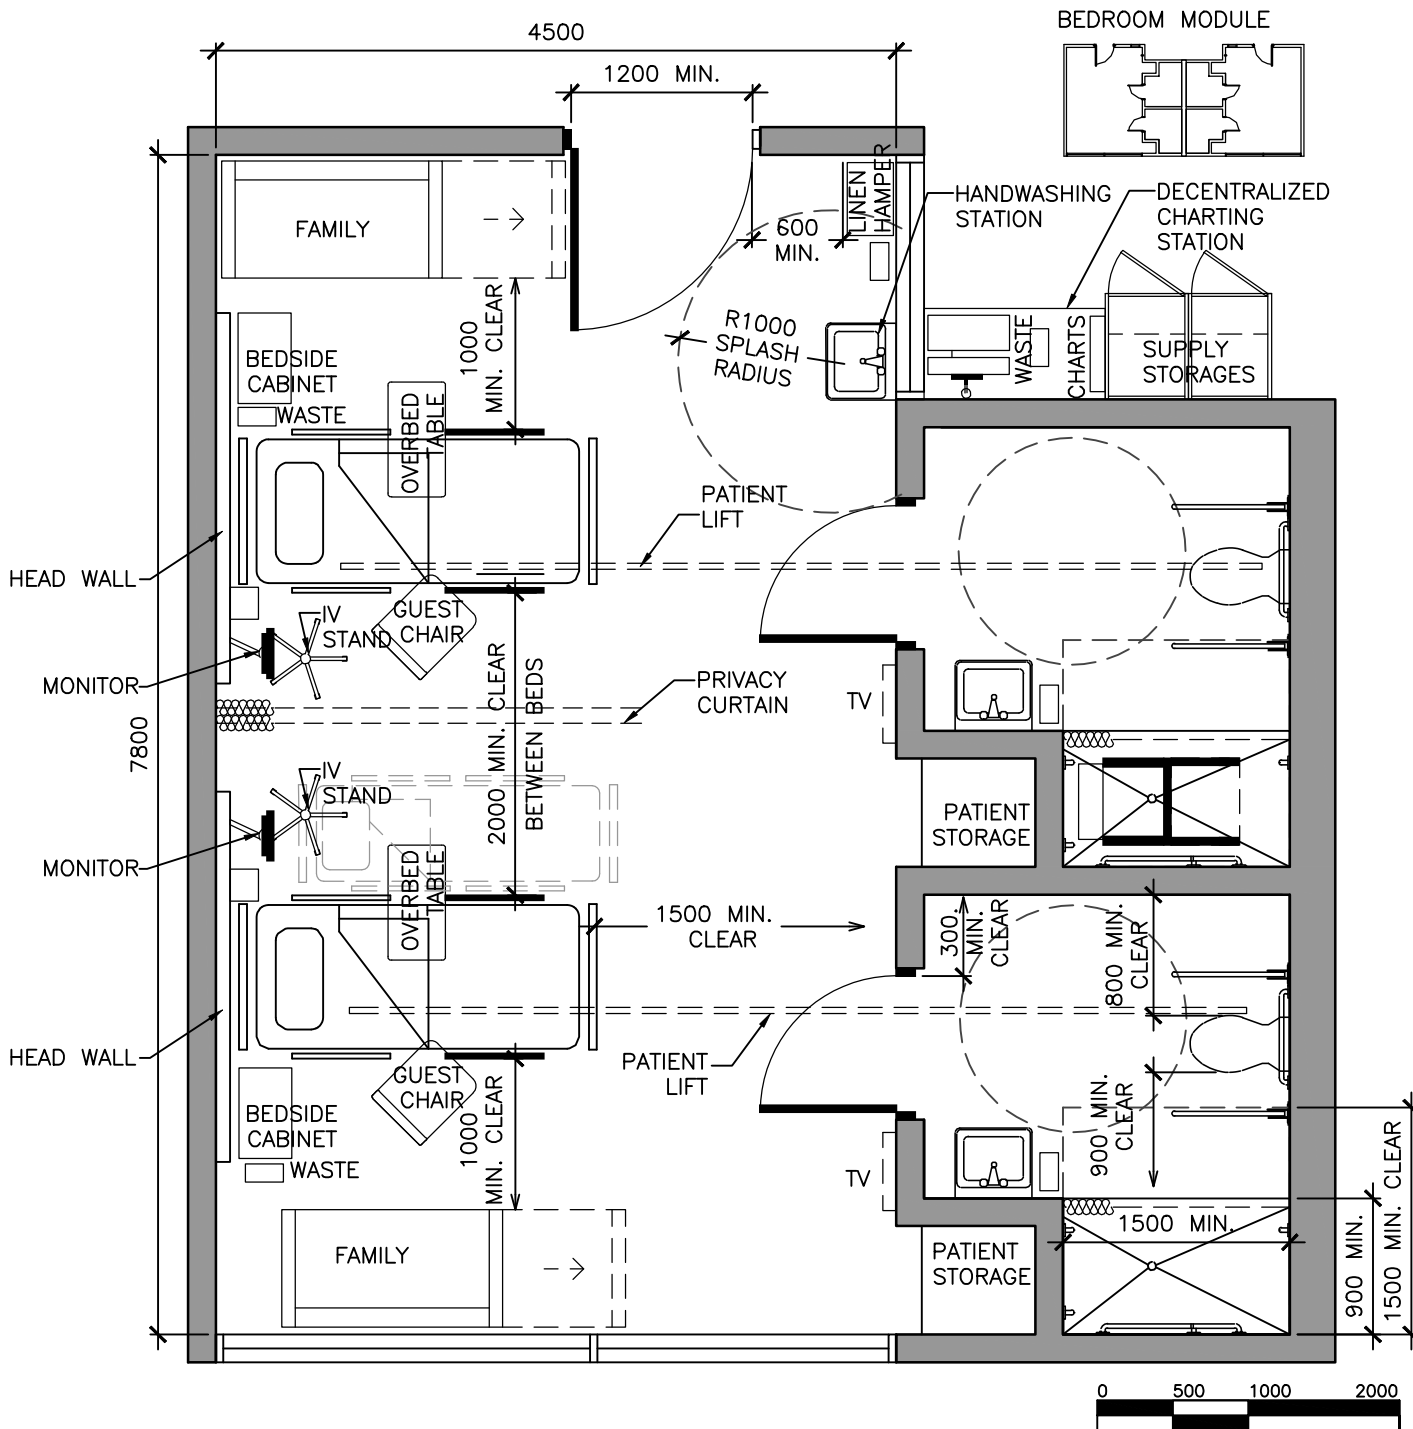 BEDROOM MODULE
4500
1200 MIN.
FAMILY
LINEN
HAMPER
600
MIN.
HANDWASHING
STATION
DECENTRALIZED
CHARTING
STATION
1000
MIN. CLEAR
R1000
SPLASH
RADIUS
WASTE
CHARTS
SUPPLY
STORAGES
BEDSIDE
CABINET
WASTE
OVERBED
TABLE
PATIENT
LIFT
HEAD WALL
IV
STAND
GUEST
CHAIR
MONITOR
PRIVACY
CURTAIN
TV
7800
2000 MIN. CLEAR
BETWEEN BEDS
IV
STAND
MONITOR
PATIENT
STORAGE
OVERBED
TABLE
1500 MIN.
CLEAR
300.
MIN.
CLEAR
800 MIN.
CLEAR
HEAD WALL
PATIENT
LIFT
GUEST
CHAIR
BEDSIDE
CABINET
WASTE
1000
MIN. CLEAR
900 MIN.
CLEAR
TV
1500 MIN.
FAMILY
PATIENT
STORAGE
900 MIN.
1500 MIN. CLEAR
0 500 1000 2000